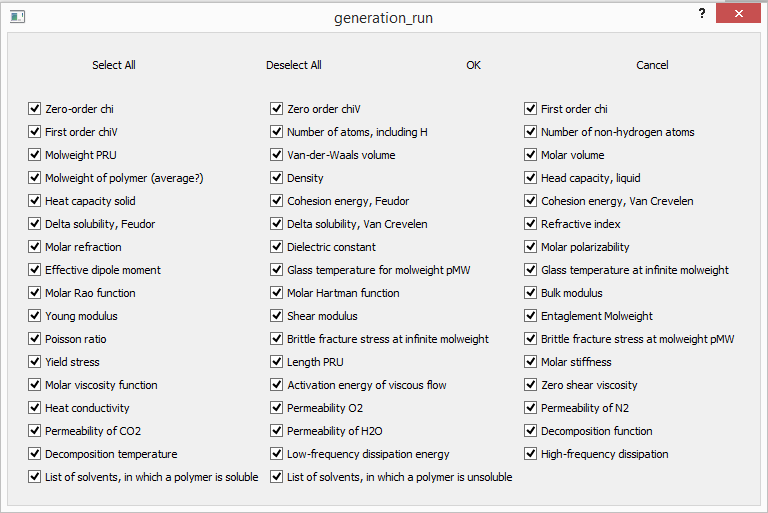 generation_run
? ×
Select All Deselect All OK Cancel
Zero-order chi Zero order chiV First order chi
First order chiV Number of atoms, including H Number of non-hydrogen atoms
Molweight PRU Van-der-Waals volume Molar volume
Molweight of polymer (average?) Density Head capacity, liquid
Heat capacity solid Cohesion energy, Feudor Cohesion energy, Van Crevelen
Delta solubility, Feudor Delta solubility, Van Crevelen Refractive index
Molar refraction Dielectric constant Molar polarizability
Effective dipole moment Glass temperature for molweight pMW Glass temperature at infinite molweight
Molar Rao function Molar Hartman function Bulk modulus
Young modulus Shear modulus Entaglement Molweight
Poisson ratio Brittle fracture stress at infinite molweight Brittle fracture stress at molweight pMW
Yield stress Length PRU Molar stiffness
Molar viscosity function Activation energy of viscous flow Zero shear viscosity
Heat conductivity Permeability O2 Permeability of N2
Permeability of CO2 Permeability of H2O Decomposition function
Decomposition temperature Low-frequency dissipation energy High-frequency dissipation
List of solvents, in which a polymer is soluble List of solvents, in which a polymer is unsoluble